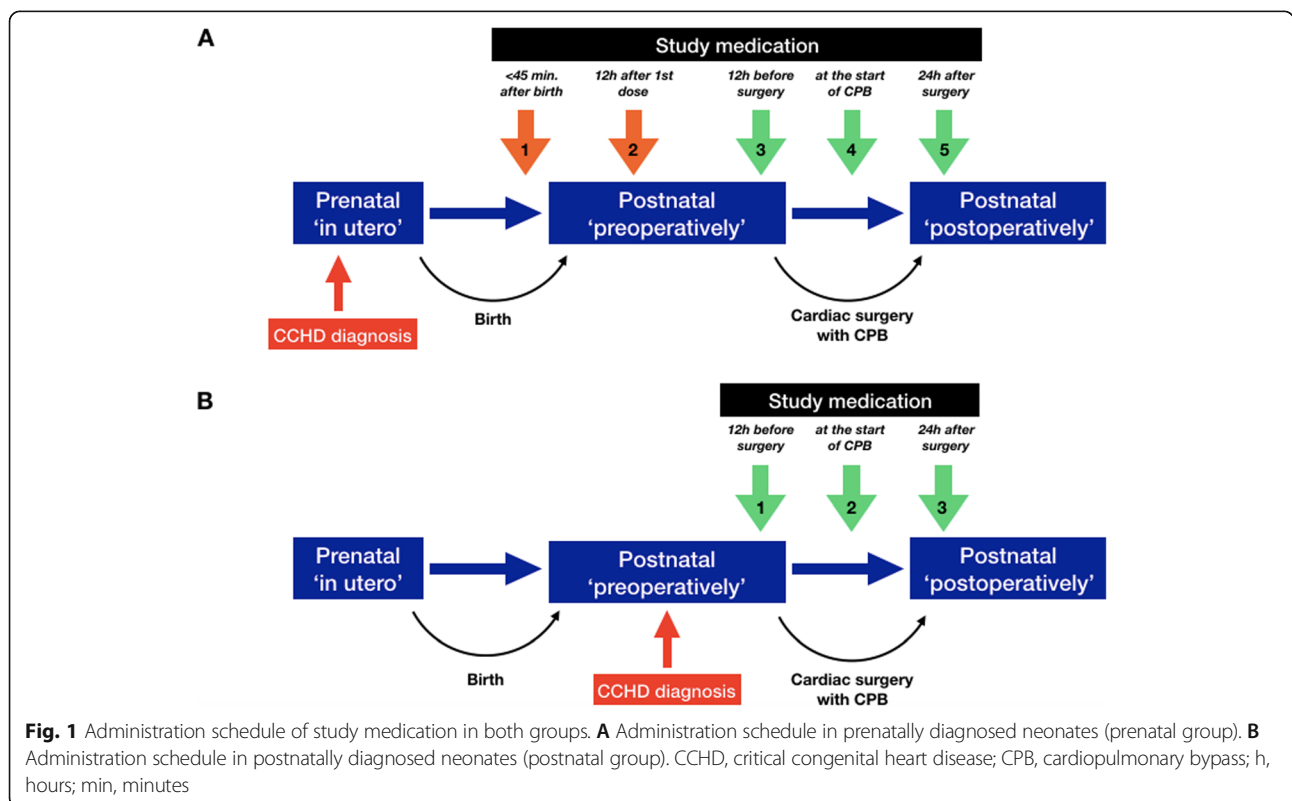 A
Study medication
<45 min.
after birth
12h after 1st
dose
12h before
surgery
at the start
of CPB
24h after
surgery
1
2
3
4
5
Prenatal
‘in utero’
Postnatal
‘preoperatively’
Postnatal
‘postoperatively’
CCHD diagnosis
Birth
Cardiac surgery
with CPB
B
Study medication
12h before
surgery
at the start
of CPB
24h after
surgery
1
2
3
Prenatal
‘in utero’
Postnatal
‘preoperatively’
Postnatal
‘postoperatively’
Birth
CCHD diagnosis
Cardiac surgery
with CPB
Fig. 1 Administration schedule of study medication in both groups. A Administration schedule in prenatally diagnosed neonates (prenatal group). B
Administration schedule in postnatally diagnosed neonates (postnatal group). CCHD, critical congenital heart disease; CPB, cardiopulmonary bypass; h,
hours; min, minutes